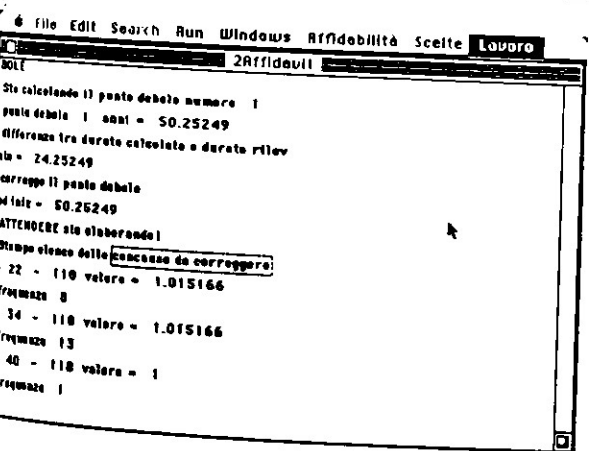 File Edit Search Run Windows Affidabilità Scelte Lavoro
2Affidavit
BOLE
Sto calcolando il punto debole numero 1
punto debole 1 anni = 50.25249
differenza tra durata calcolata e durata rilev
24.25249
correggo il punto debole
50.25249
ATTENDERE sto elaborando!
Stampo elenco delle concause da correggere:
22 - 118 valore = 1.015166
frequenza 8
34 - 118 valore = 1.015166
frequenza 13
40 - 118 valore = 1
frequenza 1